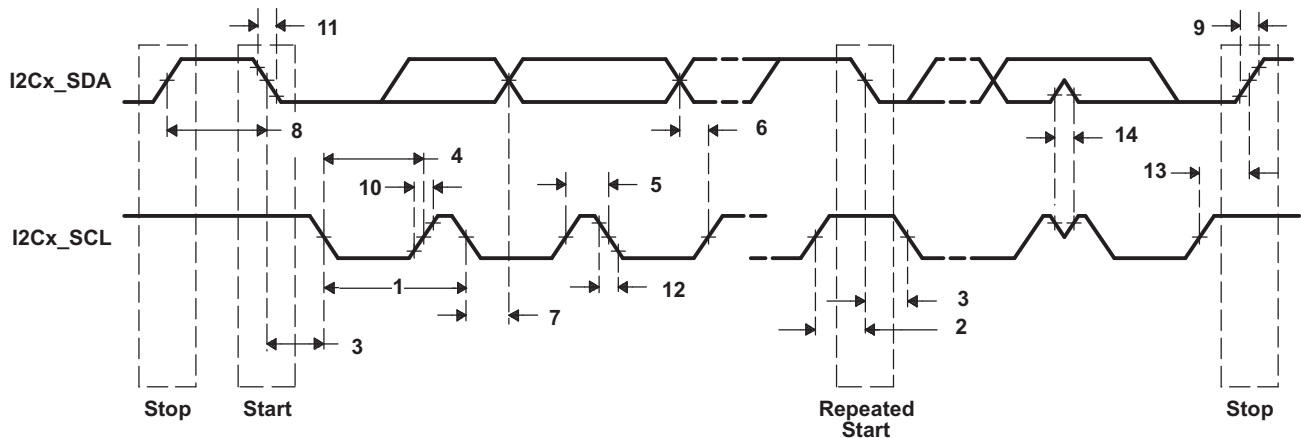 11
9
I2Cx_SDA
8
6
14
4
10
5
13
I2Cx_SCL
1
12
7
3
3
2
Stop
Start
Repeated
Start
Stop